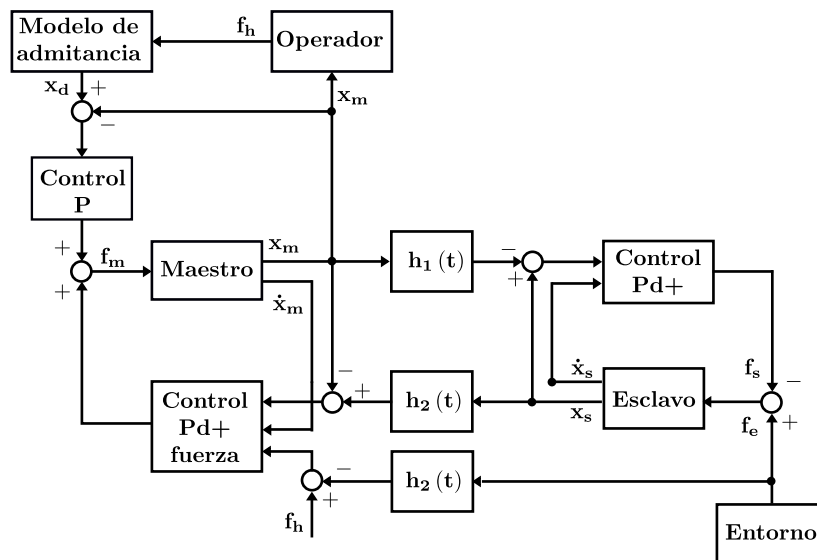 Modelo de
admitancia
f_h
Operador
x_d
+
−
x_m
Control
P
+
+
f_m
Maestro
x_m
ẋ_m
h_1 (t)
−
+
Control
Pd+
−
+
h_2 (t)
x_s
ẋ_s
Esclavo
f_s
−
f_e
+
Control
Pd+
fuerza
−
+
f_h
h_2 (t)
Entorno